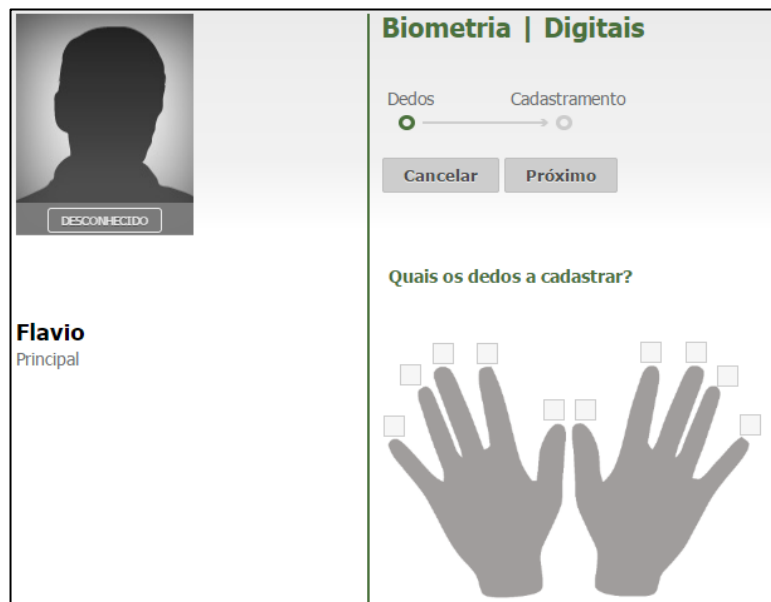 DESCONHECIDO
Flavio
Principal
Biometria | Digitais
Dedos Cadastramento
Cancelar Próximo
Quais os dedos a cadastrar?